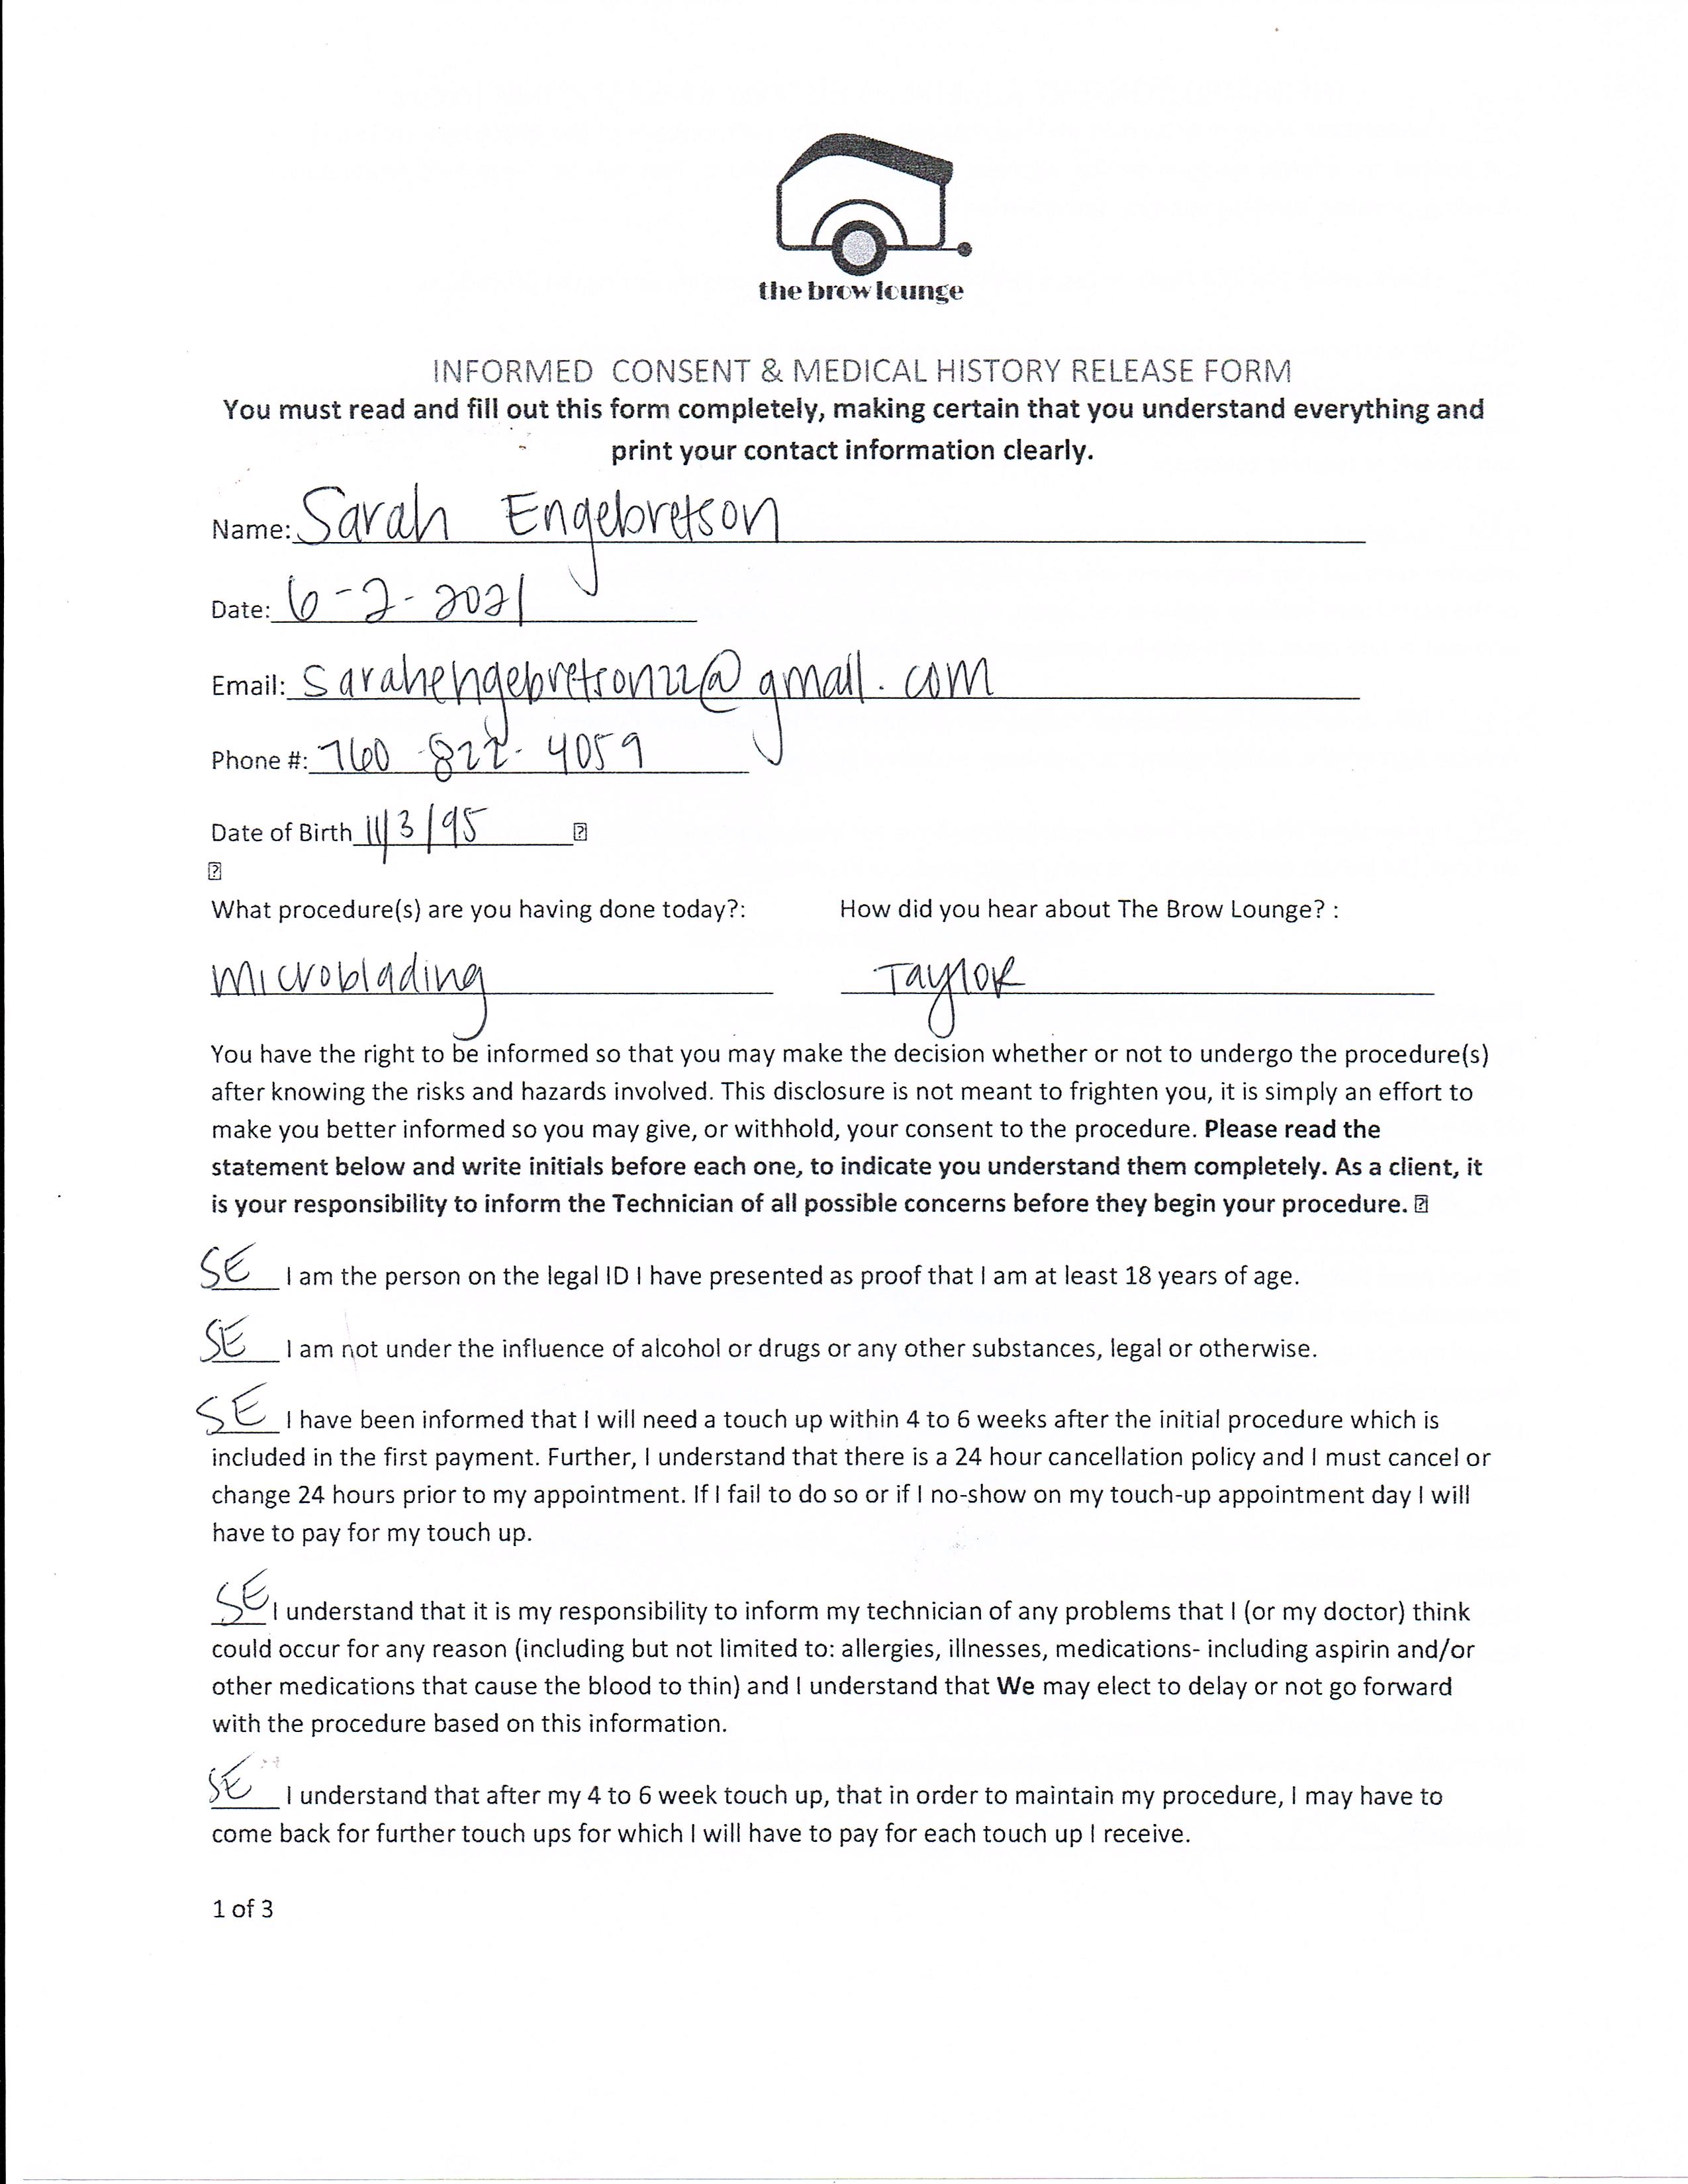 the brow lounge
INFORMED CONSENT & MEDICAL HISTORY RELEASE FORM
You must read and fill out this form completely, making certain that you understand everything and
print your contact information clearly.
Name: Sarah Engebretson
Date: 6-2-2021
Email: sarahengebretson22@gmail.com
Phone #: 760-822-4059
Date of Birth 11/3/95
What procedure(s) are you having done today?: How did you hear about The Brow Lounge? :
Microblading Taylor
You have the right to be informed so that you may make the decision whether or not to undergo the procedure(s)
after knowing the risks and hazards involved. This disclosure is not meant to frighten you, it is simply an effort to
make you better informed so you may give, or withhold, your consent to the procedure. Please read the
statement below and write initials before each one, to indicate you understand them completely. As a client, it
is your responsibility to inform the Technician of all possible concerns before they begin your procedure.
SE I am the person on the legal ID I have presented as proof that I am at least 18 years of age.
SE I am not under the influence of alcohol or drugs or any other substances, legal or otherwise.
SE I have been informed that I will need a touch up within 4 to 6 weeks after the initial procedure which is
included in the first payment. Further, I understand that there is a 24 hour cancellation policy and I must cancel or
change 24 hours prior to my appointment. If I fail to do so or if I no-show on my touch-up appointment day I will
have to pay for my touch up.
SE I understand that it is my responsibility to inform my technician of any problems that I (or my doctor) think
could occur for any reason (including but not limited to: allergies, illnesses, medications- including aspirin and/or
other medications that cause the blood to thin) and I understand that We may elect to delay or not go forward
with the procedure based on this information.
SE I understand that after my 4 to 6 week touch up, that in order to maintain my procedure, I may have to
come back for further touch ups for which I will have to pay for each touch up I receive.
1 of 3